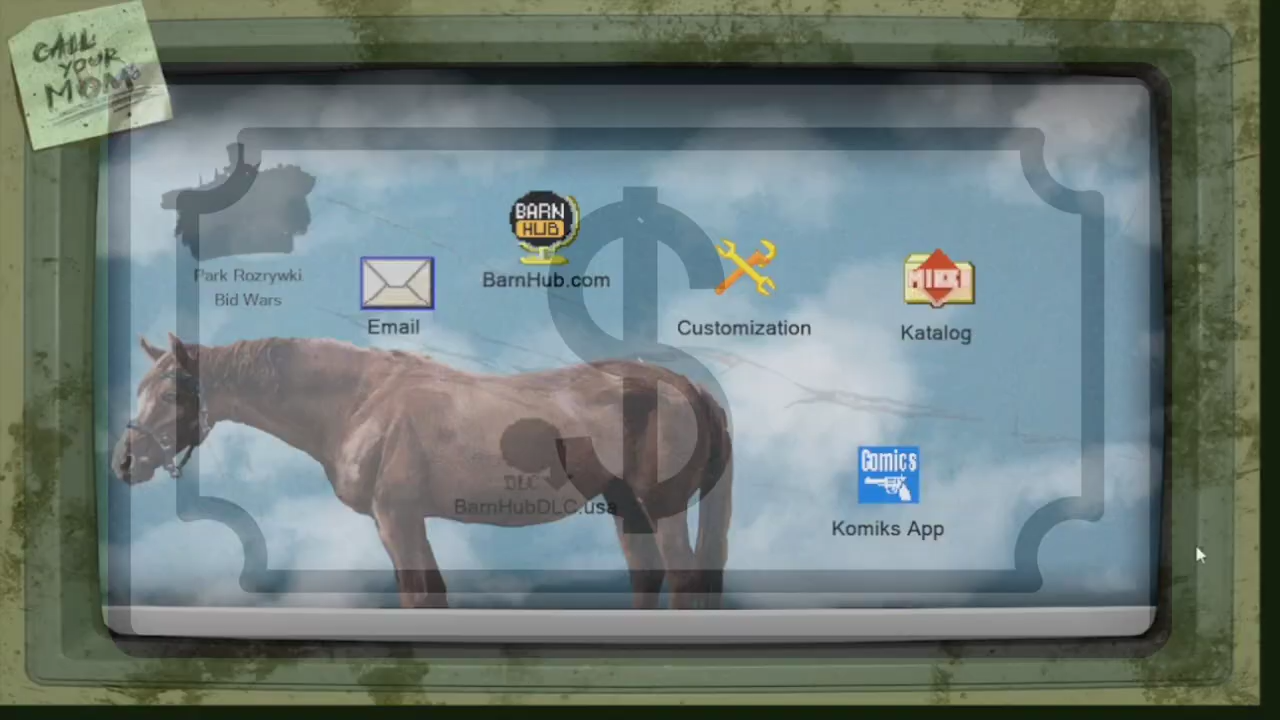 CALL
YOUR
MOM
Park Rozrywki
Bid Wars
Email
BARN
HUB
BarnHub.com
Customization
Katalog
DLC
BarnHubDLC.usa
Comics
Komiks App
$